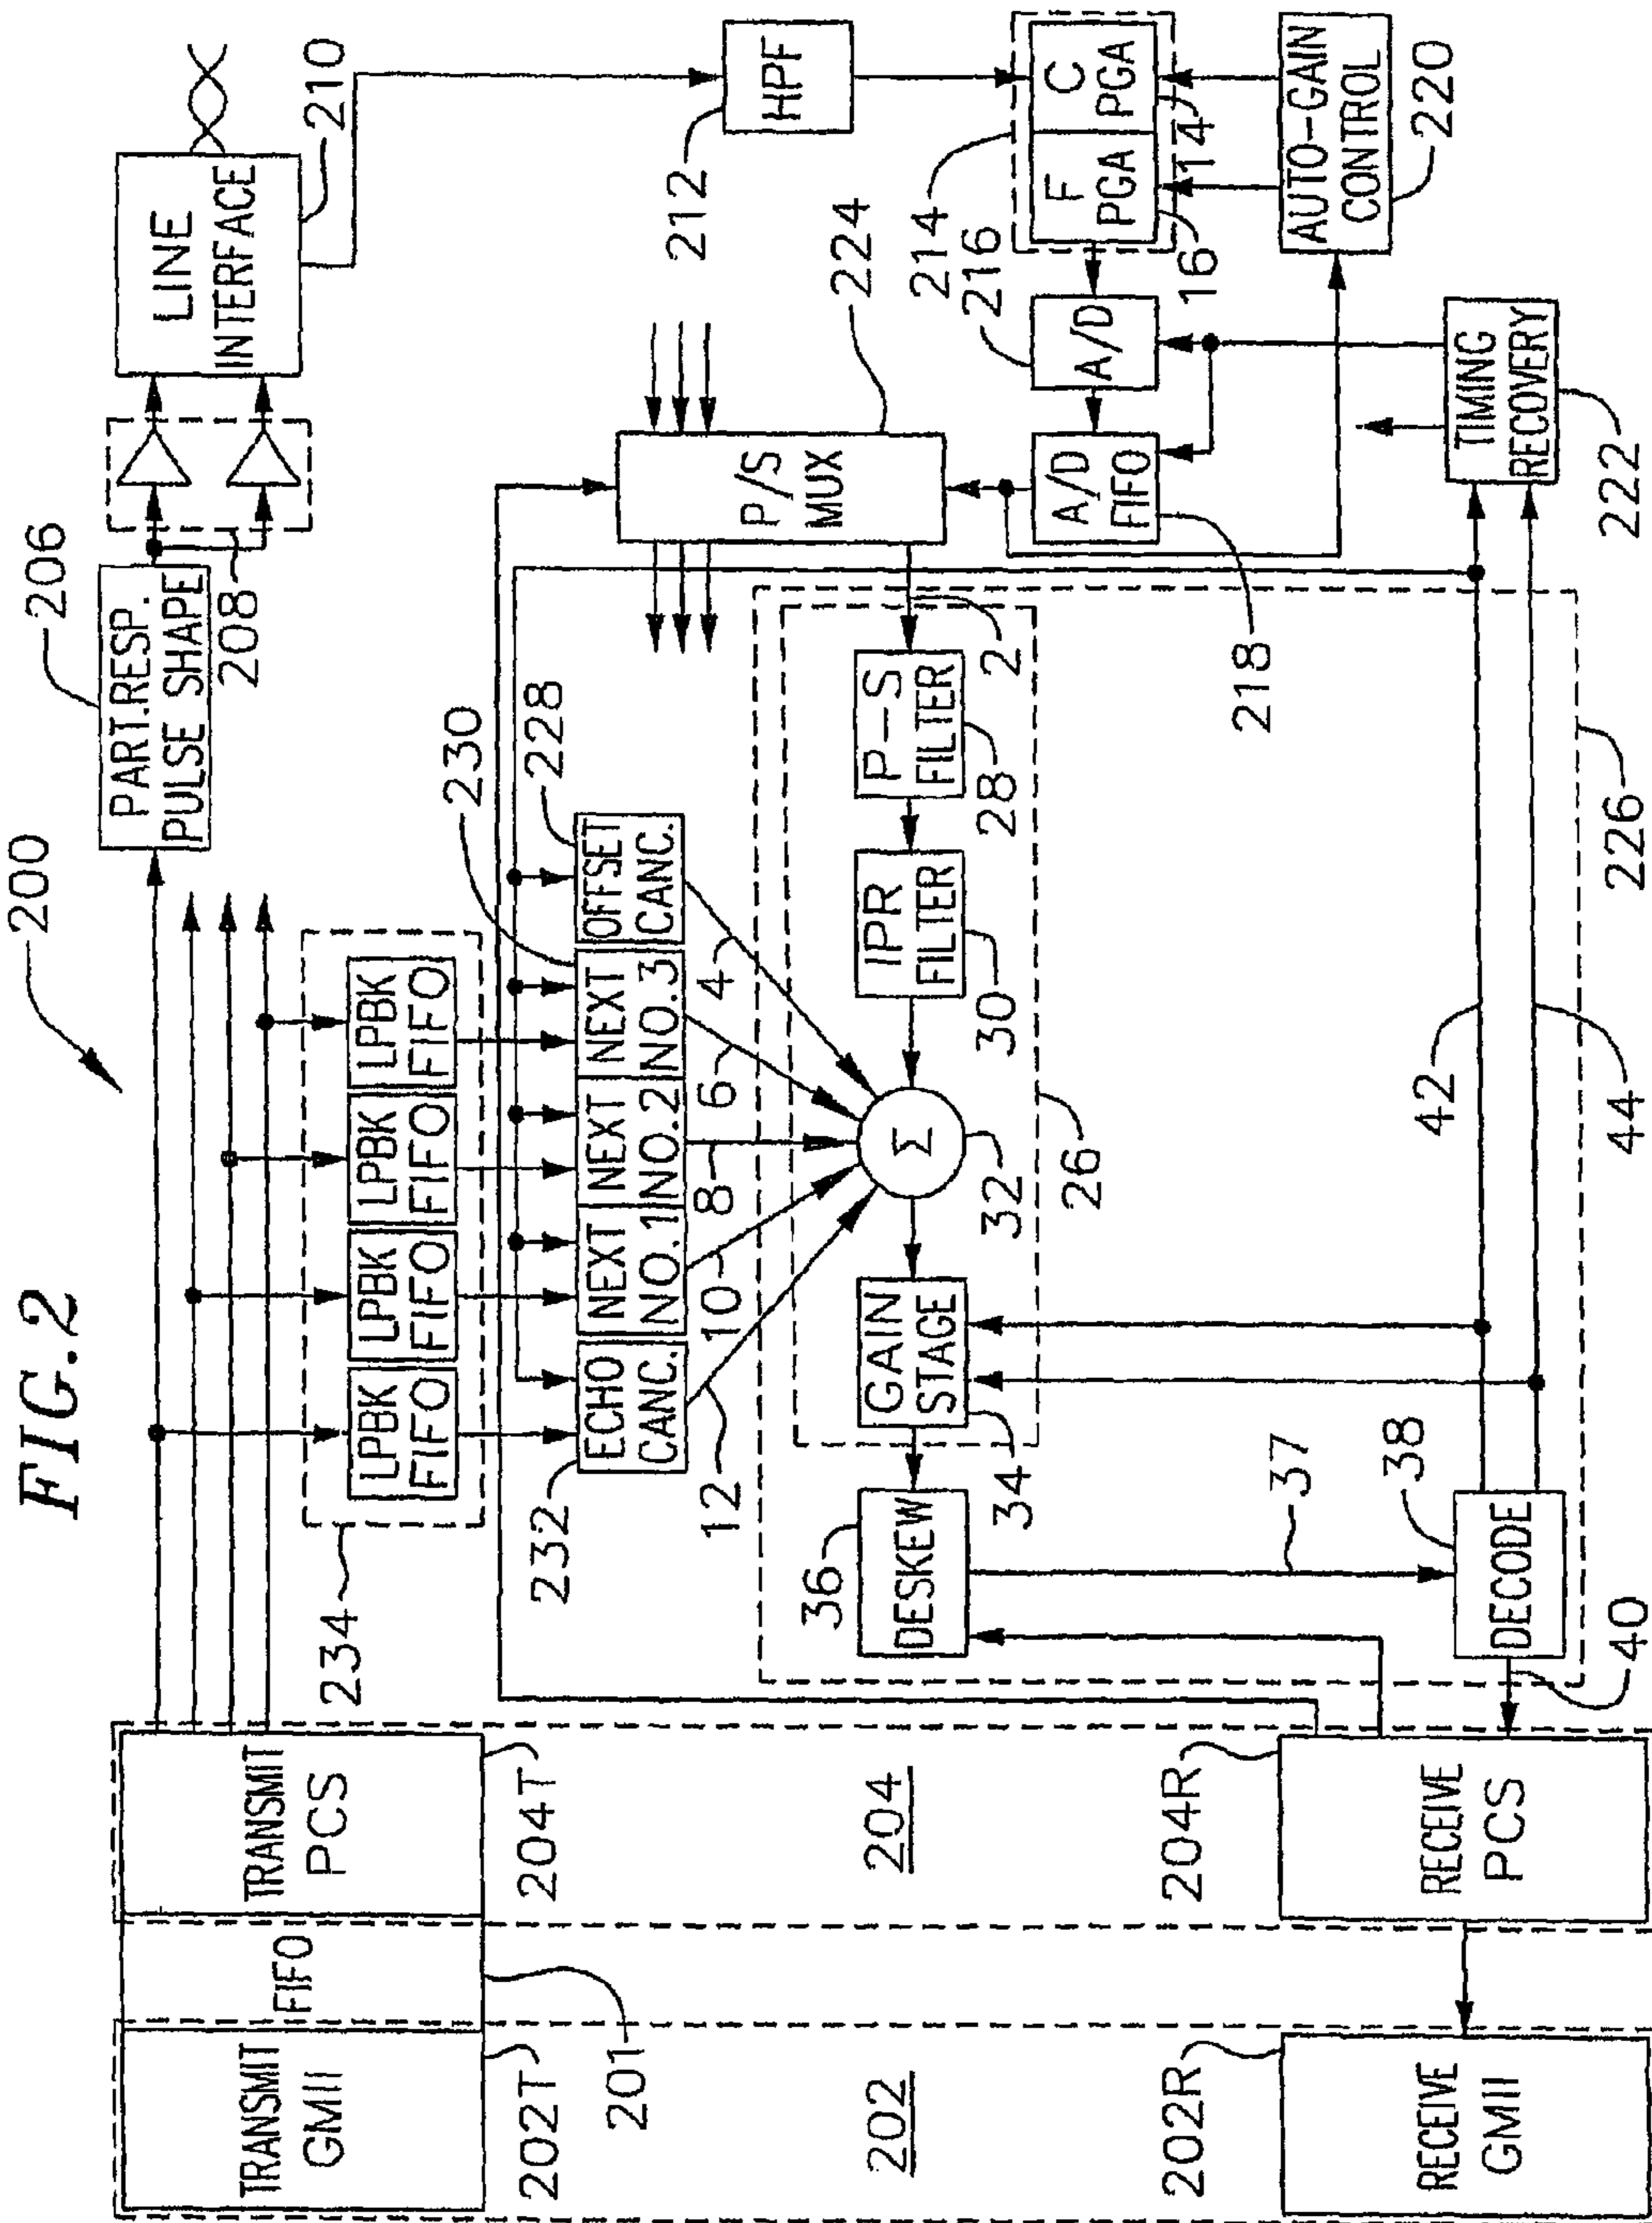 FIG.2
200
TRANSMIT
GMII
202T
FIFO
201
TRANSMIT
PCS
204T
202
204
RECEIVE
GMII
202R
RECEIVE
PCS
204R
PART.RESP.
PULSE SHAPE
206
208
LINE
INTERFACE
210
LPBK
FIFO
LPBK
FIFO
LPBK
FIFO
LPBK
FIFO
234
ECHO
CANC.
232
NEXT
NO.1
NEXT
NO.2
NEXT
NO.3
230
OFFSET
CANC.
228
12
10
8
6
4
HPF
212
P/S
MUX
224
C
PGA
14
F
PGA
16
214
A/D
216
A/D
FIFO
218
AUTO-GAIN
CONTROL
220
TIMING
RECOVERY
222
2
P-S
FILTER
28
IPR
FILTER
30
Σ
32
26
GAIN
STAGE
34
DESKEW
36
37
DECODE
38
40
42
44
226